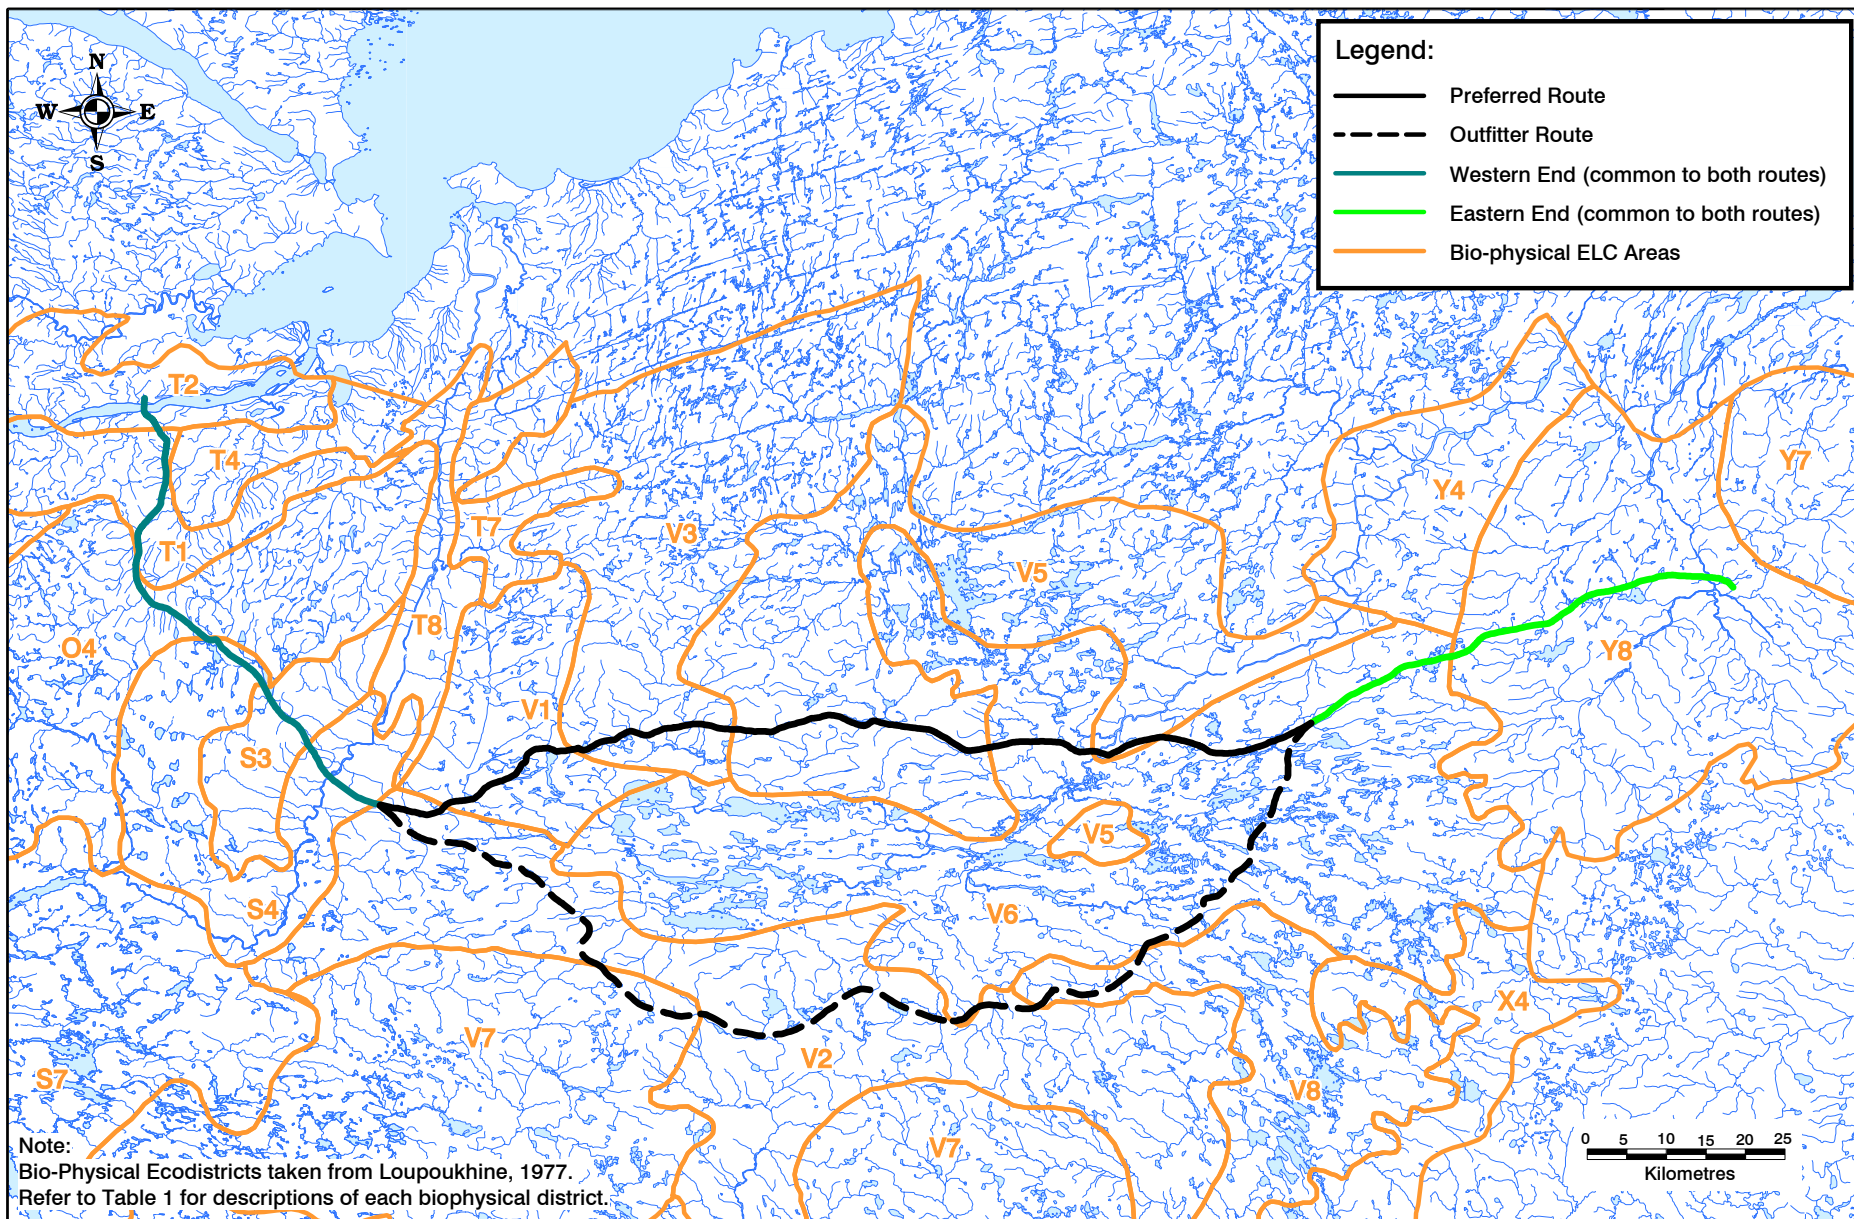 N
W E
S
Legend:
Preferred Route
Outfitter Route
Western End (common to both routes)
Eastern End (common to both routes)
Bio-physical ELC Areas
T2
T4
T1
T7
T8
V3
V5
Y4
Y7
O4
Y8
V1
S3
V5
S4
V6
V7
V2
X4
S7
V8
V7
Note:
Bio-Physical Ecodistricts taken from Loupoukhine, 1977.
Refer to Table 1 for descriptions of each biophysical district.
0 5 10 15 20 25
Kilometres